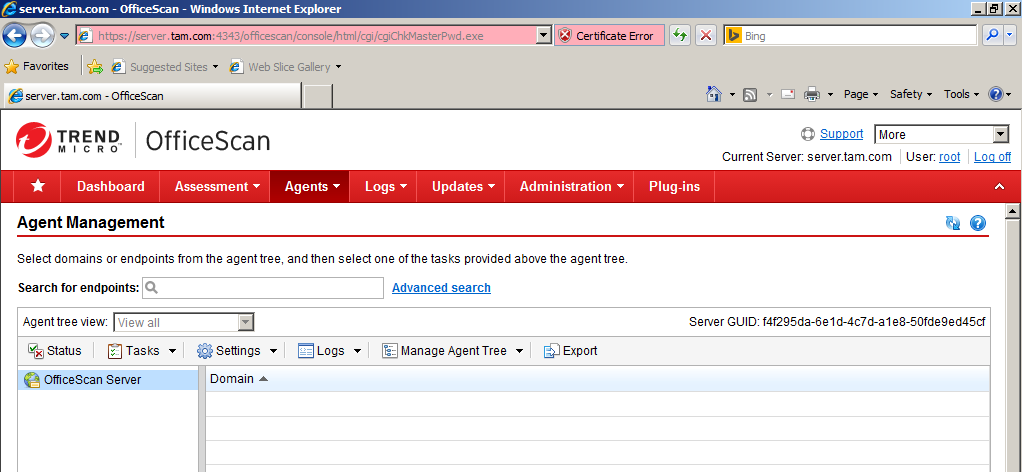 server.tam.com - OfficeScan - Windows Internet Explorer
https://server.tam.com:4343/officescan/console/html/cgi/cgiChkMasterPwd.exe Certificate Error Bing
Favorites Suggested Sites Web Slice Gallery
server.tam.com - OfficeScan Page Safety Tools
TREND MICRO™ OfficeScan Support More
Current Server: server.tam.com User: root Log off
Dashboard Assessment Agents Logs Updates Administration Plug-ins
Agent Management
Select domains or endpoints from the agent tree, and then select one of the tasks provided above the agent tree.
Search for endpoints: Advanced search
Agent tree view: View all Server GUID: f4f295da-6e1d-4c7d-a1e8-50fde9ed45cf
Status Tasks Settings Logs Manage Agent Tree Export
OfficeScan Server Domain